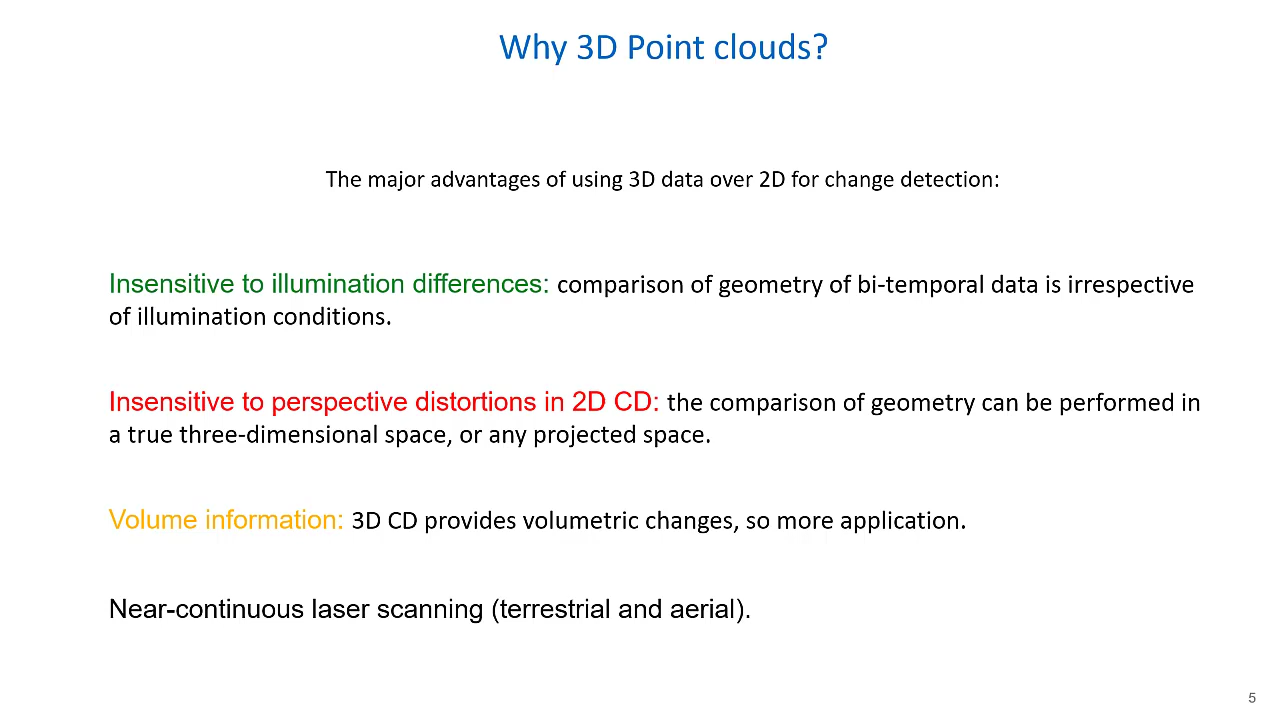 Why 3D Point clouds?
The major advantages of using 3D data over 2D for change detection:
Insensitive to illumination differences: comparison of geometry of bi-temporal data is irrespective
of illumination conditions.
Insensitive to perspective distortions in 2D CD: the comparison of geometry can be performed in
a true three-dimensional space, or any projected space.
Volume information: 3D CD provides volumetric changes, so more application.
Near-continuous laser scanning (terrestrial and aerial).
5